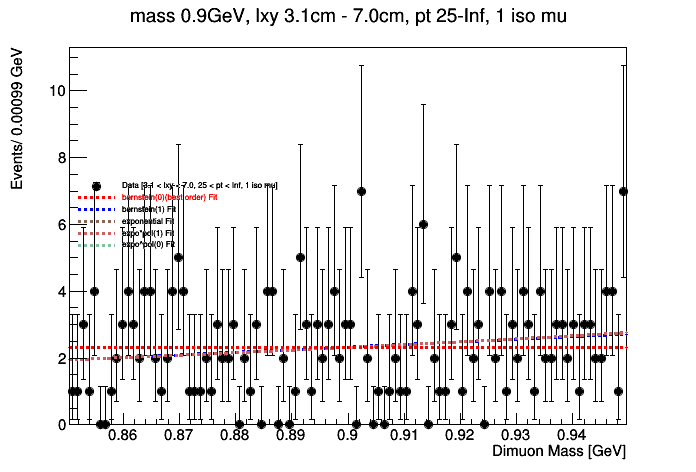 mass 0.9GeV, lxy 3.1cm - 7.0cm, pt 25-Inf, 1 iso mu
Events/ 0.00099 GeV
10
8
6
4
2
0
Data [3.1 < lxy < 7.0, 25 < pt < Inf, 1 iso mu]
bernstein(0)(best order) Fit
bernstein(1) Fit
exponential Fit
expo*pol(1) Fit
expo*pol(0) Fit
0.86 0.87 0.88 0.89 0.9 0.91 0.92 0.93 0.94
Dimuon Mass [GeV]